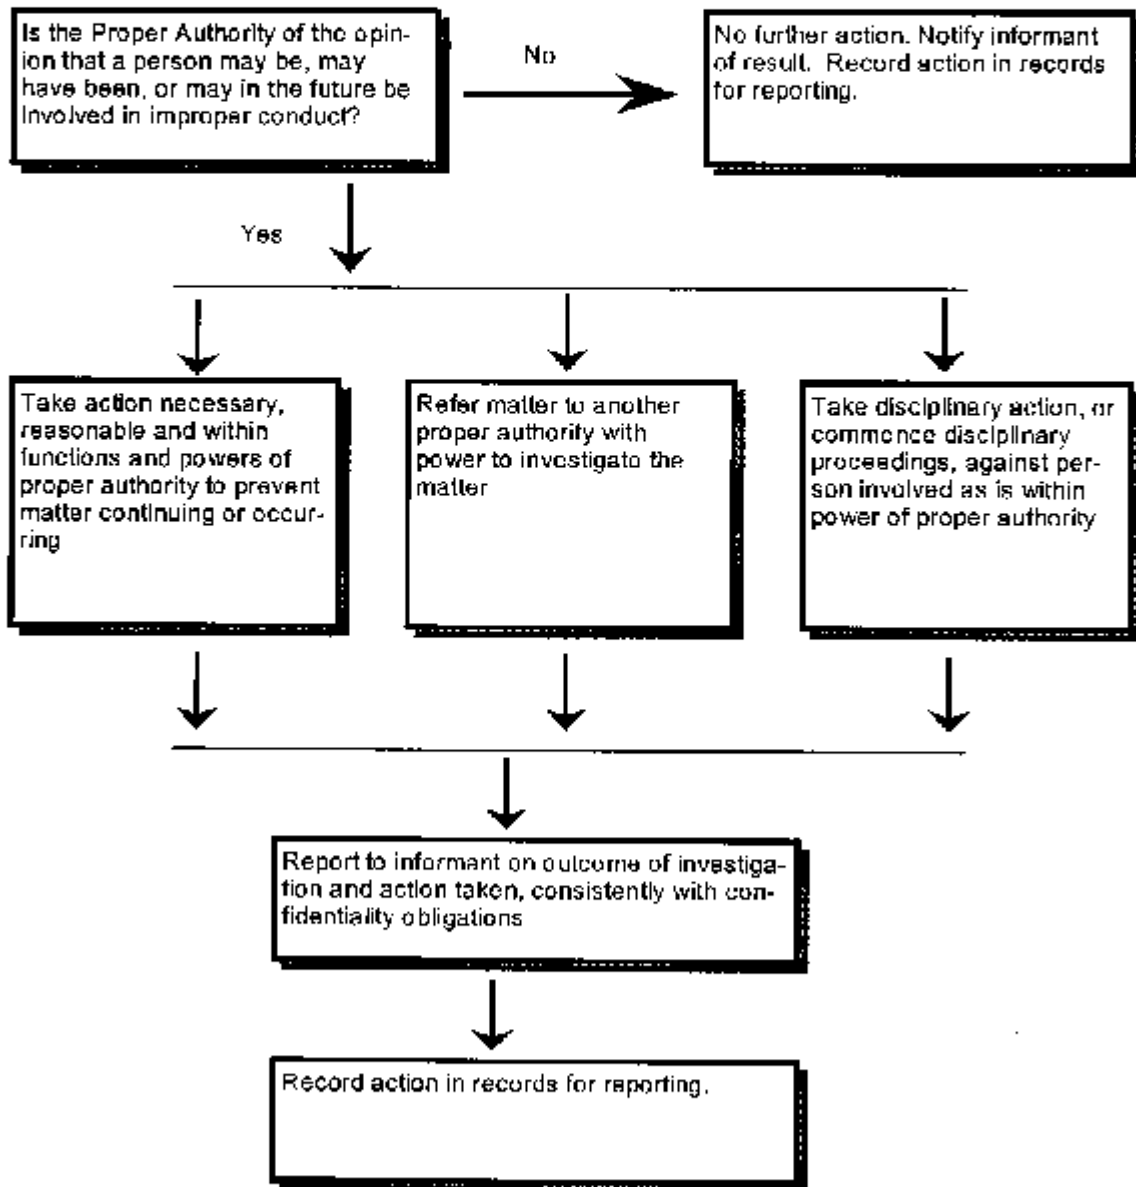 Is the Proper Authority of the opin-
ion that a person may be, may
have been, or may in the future be
involved in improper conduct?
No
No further action. Notify informant
of result. Record action in records
for reporting.
Yes
Take action necessary,
reasonable and within
functions and powers of
proper authority to prevent
matter continuing or occur-
ring
Refer matter to another
proper authority with
power to investigate the
matter
Take disciplinary action, or
commence disciplinary
proceedings, against per-
son involved as is within
power of proper authority
Report to informant on outcome of investiga-
tion and action taken, consistently with con-
fidentiality obligations
Record action in records for reporting.